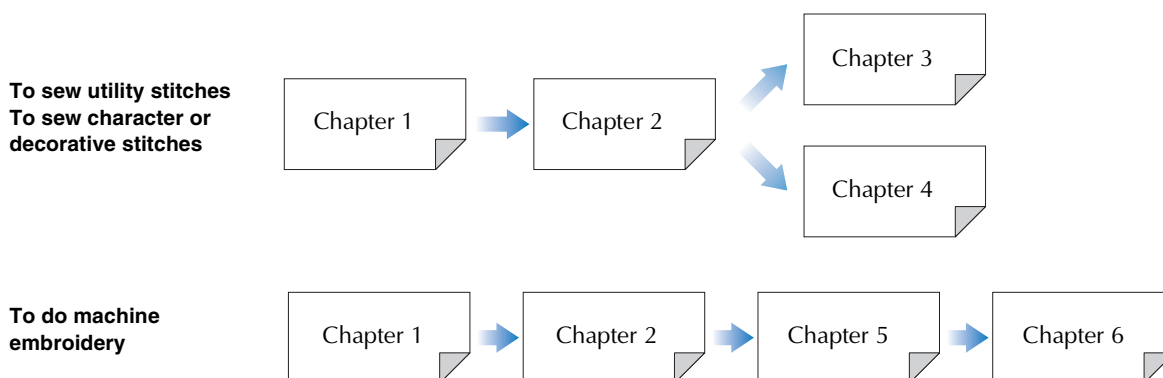 To sew utility stitches
To sew character or
decorative stitches
Chapter 1
Chapter 2
Chapter 3
Chapter 4
To do machine
embroidery
Chapter 1
Chapter 2
Chapter 5
Chapter 6